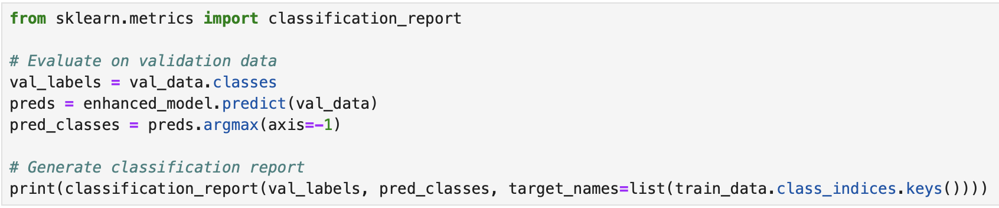 from sklearn.metrics import classification_report
# Evaluate on validation data
val_labels = val_data.classes
preds = enhanced_model.predict(val_data)
pred_classes = preds.argmax(axis=-1)
# Generate classification report
print(classification_report(val_labels, pred_classes, target_names=list(train_data.class_indices.keys())))